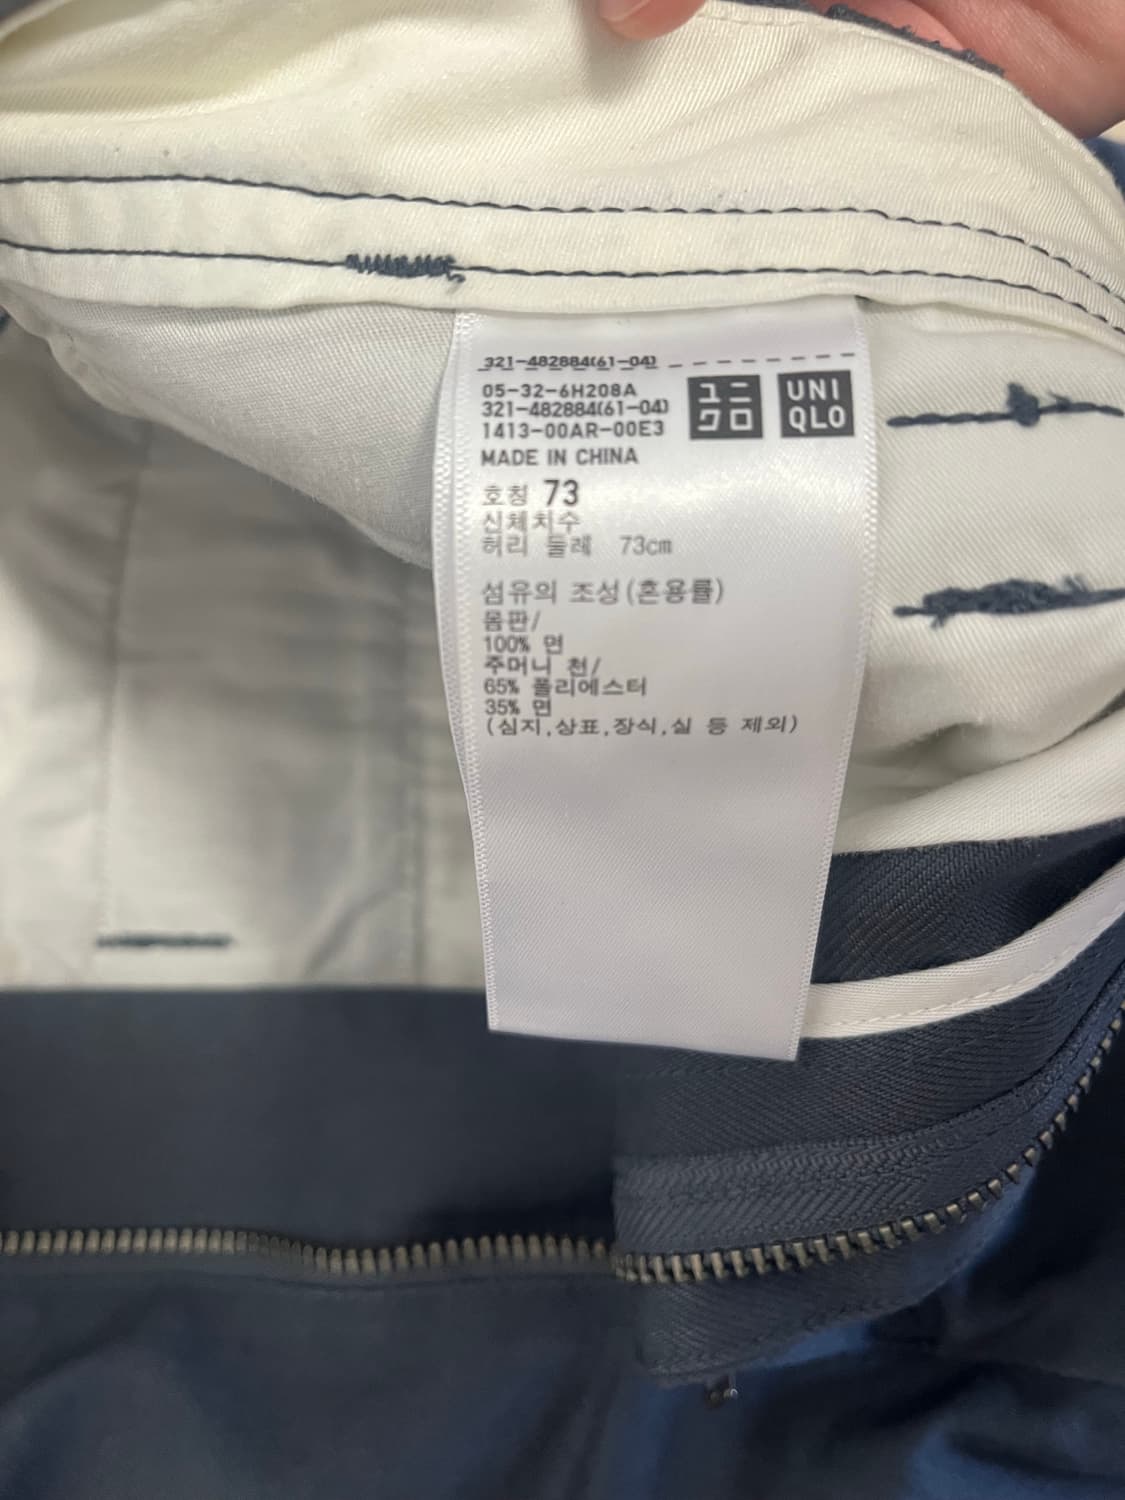 321-482884(61-04)
05-32-6H208A
321-482884(61-04)
1413-00AR-00E3
MADE IN CHINA
ユニ
クロ
UNI
QLO
호칭 73
신체치수
허리 둘레 73cm
섬유의 조성(혼용률)
몸판/
100% 면
주머니 천/
65% 폴리에스터
35% 면
(심지,상표,장식,실 등 제외)